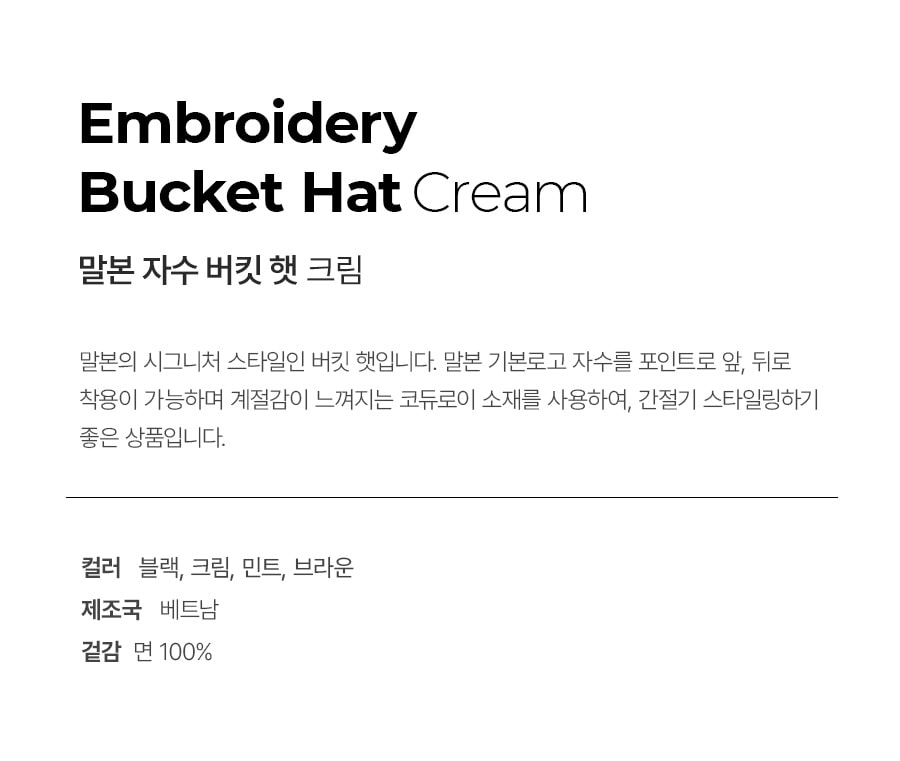 Embroidery
Bucket Hat Cream
말본 자수 버킷 햇 크림
말본의 시그니처 스타일인 버킷 햇입니다. 말본 기본로고 자수를 포인트로 앞, 뒤로
착용이 가능하며 계절감이 느껴지는 코듀로이 소재를 사용하여, 간절기 스타일링하기
좋은 상품입니다.
컬러 블랙, 크림, 민트, 브라운
제조국 베트남
겉감 면 100%